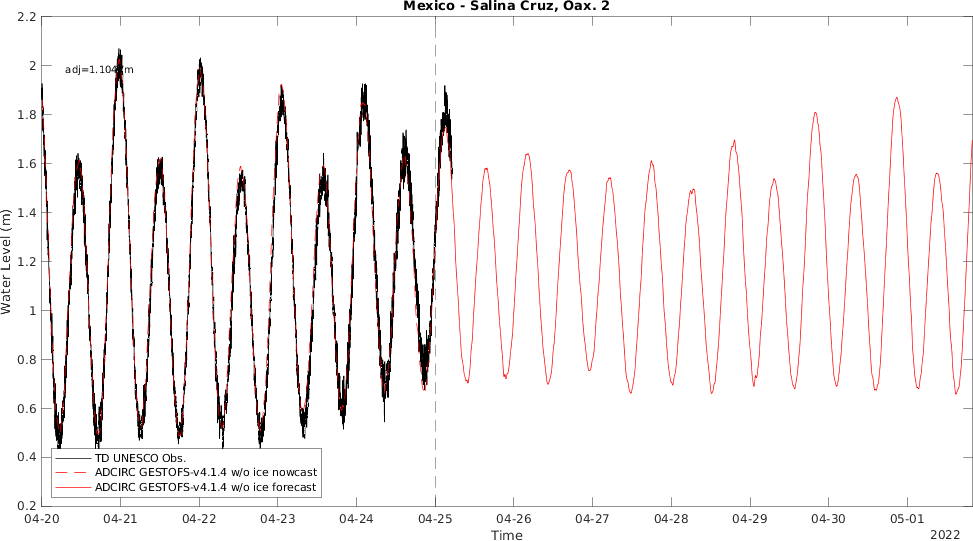 Mexico - Salina Cruz, Oax. 2
2.2
2
1.8
1.6
1.4
1.2
1
0.8
0.6
0.4
0.2
Water Level (m)
TD UNESCO Obs.
ADCIRC GESTOFS-v4.1.4 w/o ice nowcast
ADCIRC GESTOFS-v4.1.4 w/o ice forecast
04-20 04-21 04-22 04-23 04-24 04-25 04-26 04-27 04-28 04-29 04-30 05-01
Time
2022